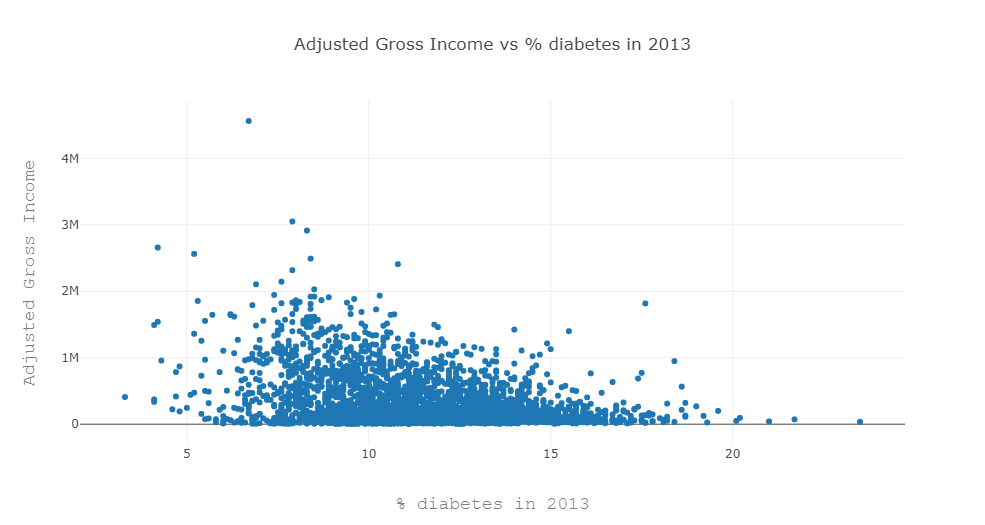 Adjusted Gross Income vs % diabetes in 2013
Adjusted Gross Income
4M
3M
2M
1M
0
5
10
15
20
% diabetes in 2013